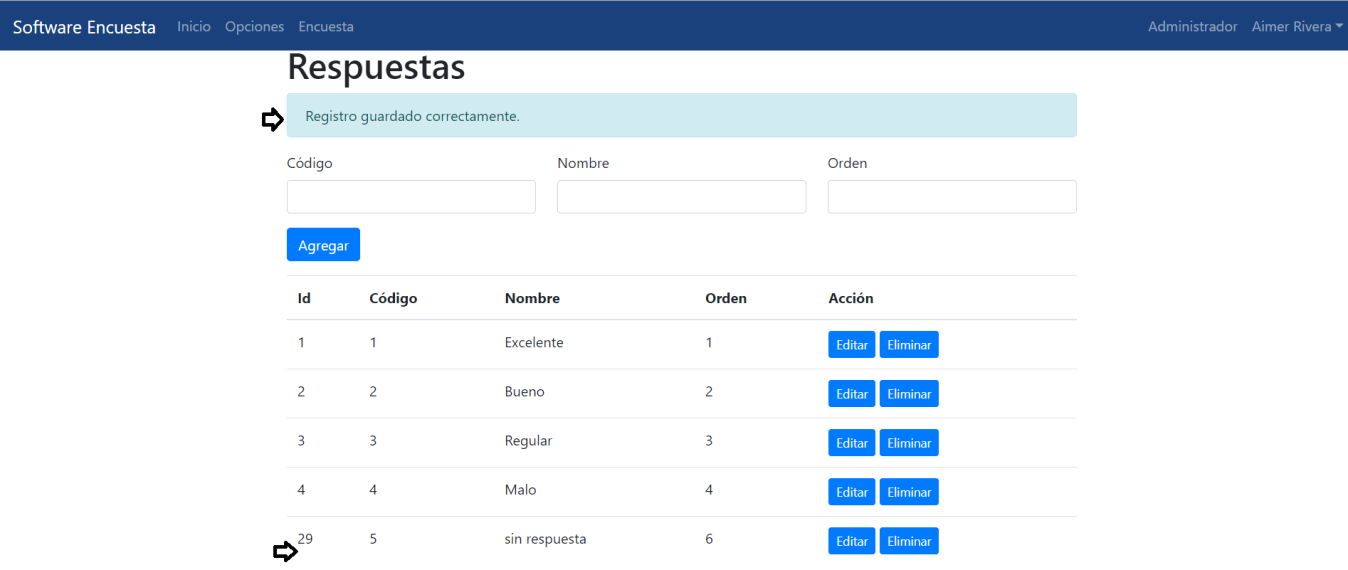 Software Encuesta Inicio Opciones Encuesta Administrador Aimer Rivera
Respuestas
Registro guardado correctamente.
Código Nombre Orden
Agregar
Id Código Nombre Orden Acción
1 1 Excelente 1 Editar Eliminar
2 2 Bueno 2 Editar Eliminar
3 3 Regular 3 Editar Eliminar
4 4 Malo 4 Editar Eliminar
29 5 sin respuesta 6 Editar Eliminar